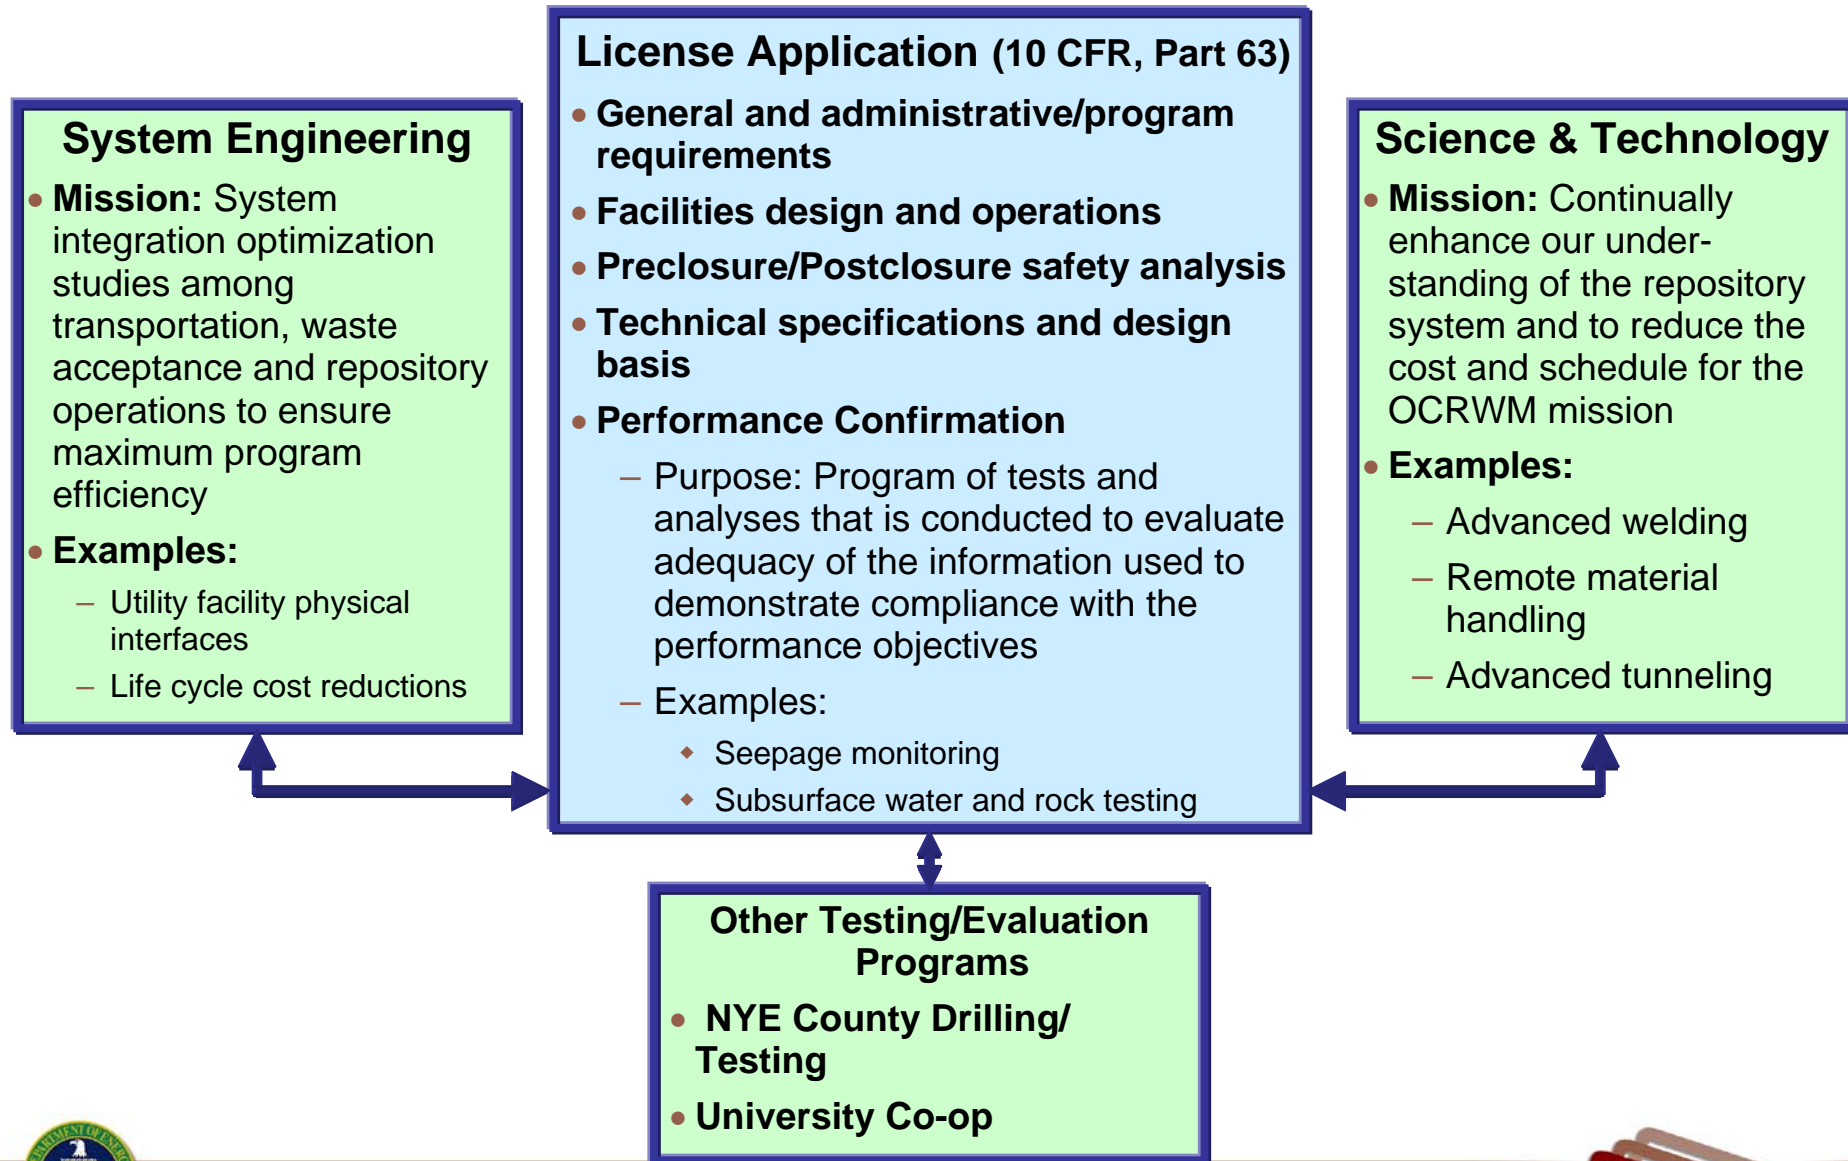 License Application (10 CFR, Part 63)
• General and administrative/program
requirements
• Facilities design and operations
• Preclosure/Postclosure safety analysis
• Technical specifications and design
basis
• Performance Confirmation
– Purpose: Program of tests and
analyses that is conducted to evaluate
adequacy of the information used to
demonstrate compliance with the
performance objectives
– Examples:
◆ Seepage monitoring
◆ Subsurface water and rock testing
System Engineering
• Mission: System
integration optimization
studies among
transportation, waste
acceptance and repository
operations to ensure
maximum program
efficiency
• Examples:
– Utility facility physical
interfaces
– Life cycle cost reductions
Science & Technology
• Mission: Continually
enhance our under-
standing of the repository
system and to reduce the
cost and schedule for the
OCRWM mission
• Examples:
– Advanced welding
– Remote material
handling
– Advanced tunneling
Other Testing/Evaluation
Programs
• NYE County Drilling/
Testing
• University Co-op